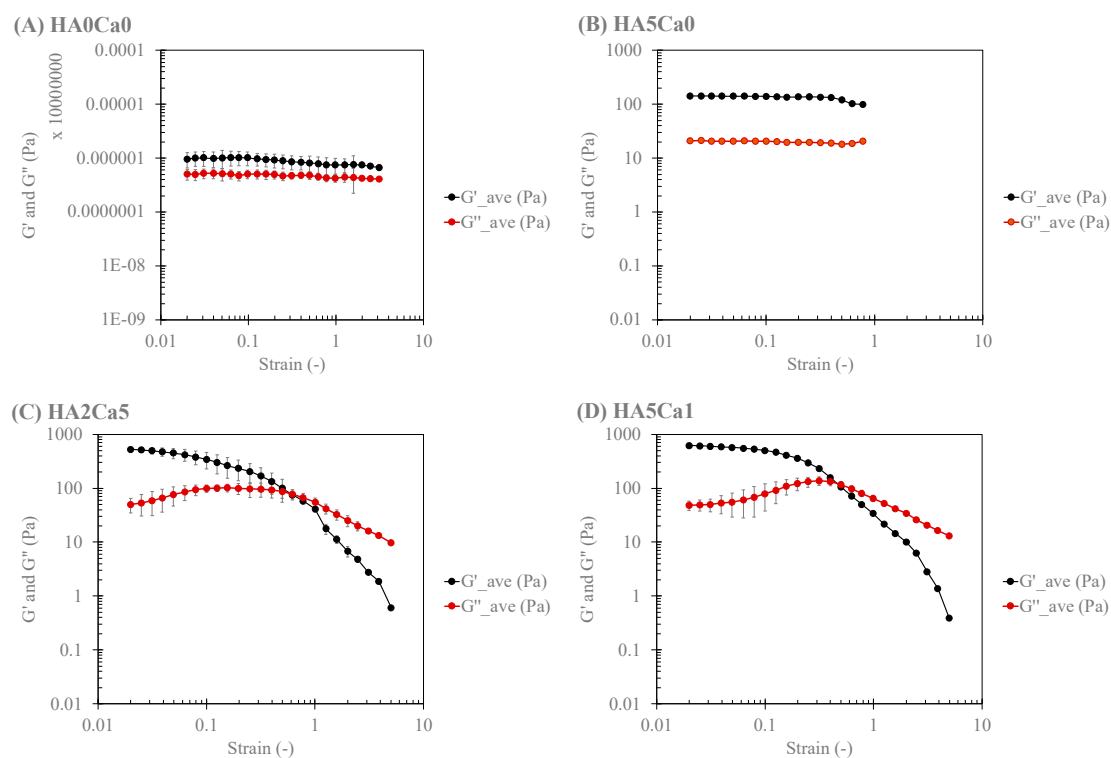 (A) HA0Ca0
G' and G" (Pa)
x 10000000
0.0001
0.00001
0.000001
0.0000001
1E-08
1E-09
0.01
0.1
1
10
Strain (-)
G'_ave (Pa)
G''_ave (Pa)
(B) HA5Ca0
G' and G" (Pa)
1000
100
10
1
0.1
0.01
0.01
0.1
1
10
Strain (-)
G'_ave (Pa)
G''_ave (Pa)
(C) HA2Ca5
G' and G" (Pa)
1000
100
10
1
0.1
0.01
0.01
0.1
1
10
Strain (-)
G'_ave (Pa)
G''_ave (Pa)
(D) HA5Ca1
G' and G" (Pa)
1000
100
10
1
0.1
0.01
0.01
0.1
1
10
Strain (-)
G'_ave (Pa)
G''_ave (Pa)